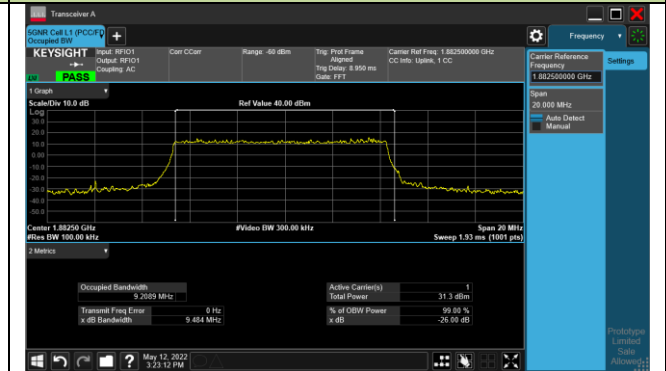 Transceiver A
5GNR Cell L1 (PCC/FD
Occupied BW
Frequency
KEYSIGHT
Input: RFIO1
Output: RFIO1
Coupling: AC
Corr CCorr
Range: -60 dBm
Trig: Prot Frame
Aligned
Trig Delay: 8.950 ms
Gate: FFT
Carrier Ref Freq: 1.882500000 GHz
CC Info: Uplink, 1 CC
PASS
Carrier Reference
Frequency
1.882500000 GHz
Settings
Span
20.000 MHz
Auto Detect
Manual
1 Graph
Scale/Div 10.0 dB
Ref Value 40.00 dBm
Log
30.0
20.0
10.0
0.00
-10.0
-20.0
-30.0
-40.0
-50.0
Center 1.88250 GHz
#Video BW 300.00 kHz
Span 20 MHz
#Res BW 100.00 kHz
Sweep 1.93 ms (1001 pts)
2 Metrics
Occupied Bandwidth
9.2089 MHz
Active Carrier(s) 1
Total Power 31.3 dBm
Transmit Freq Error 0 Hz
% of OBW Power 99.00 %
x dB Bandwidth 9.484 MHz
x dB -26.00 dB
Prototype
Limited
Sale
Allowed
May 12, 2022
3:23:12 PM